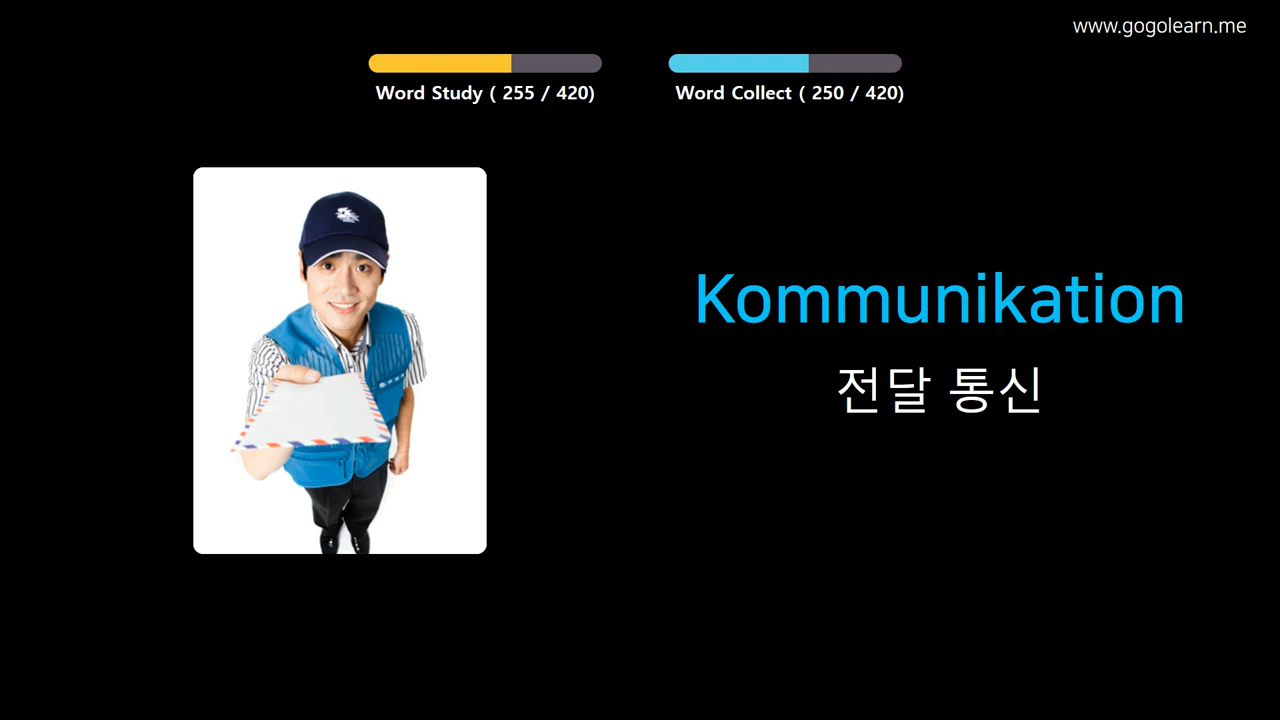 www.gogolearn.me
Word Study ( 255 / 420)
Word Collect ( 250 / 420)
Kommunikation
전달 통신